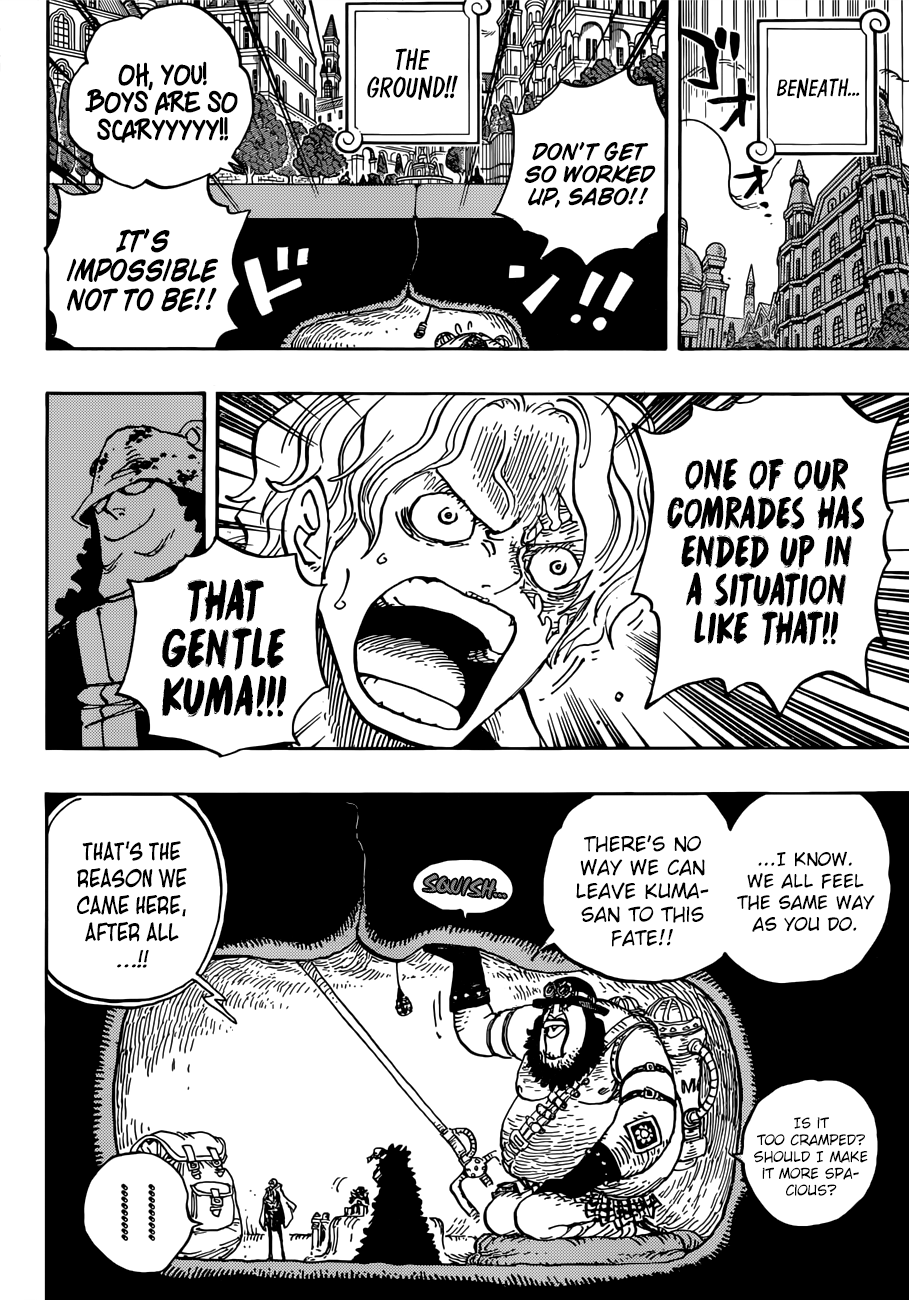 BENEATH...
ゴ
オ
オ
THE
GROUND!!
DON'T GET
SO WORKED
UP, SABO!!
OH, YOU!
BOYS ARE SO
SCARYYYYY!!
IT'S
IMPOSSIBLE
NOT TO BE!!
ド
ン!!
ONE OF OUR
COMRADES HAS
ENDED UP IN
A SITUATION
LIKE THAT!!
THAT
GENTLE
KUMA!!!
...I KNOW.
WE ALL FEEL
THE SAME WAY
AS YOU DO.
THERE'S NO
WAY WE CAN
LEAVE KUMA-
SAN TO THIS
FATE!!
SQUISH...
THAT'S THE
REASON WE
CAME HERE,
AFTER ALL
...!!
IS IT
TOO CRAMPED?
SHOULD I MAKE
IT MORE SPA-
CIOUS?